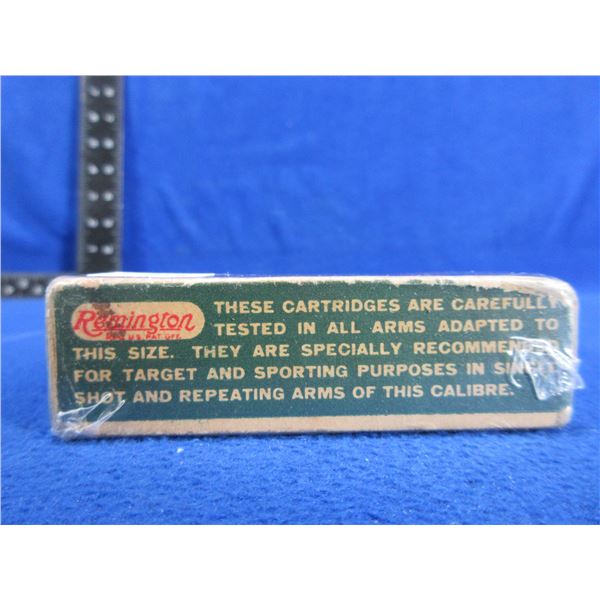 Remington
REG. U.S. PAT. OFF.
THESE CARTRIDGES ARE CAREFULLY
TESTED IN ALL ARMS ADAPTED TO
THIS SIZE. THEY ARE SPECIALLY RECOMMENDED
FOR TARGET AND SPORTING PURPOSES IN SINGLE
SHOT AND REPEATING ARMS OF THIS CALIBRE.